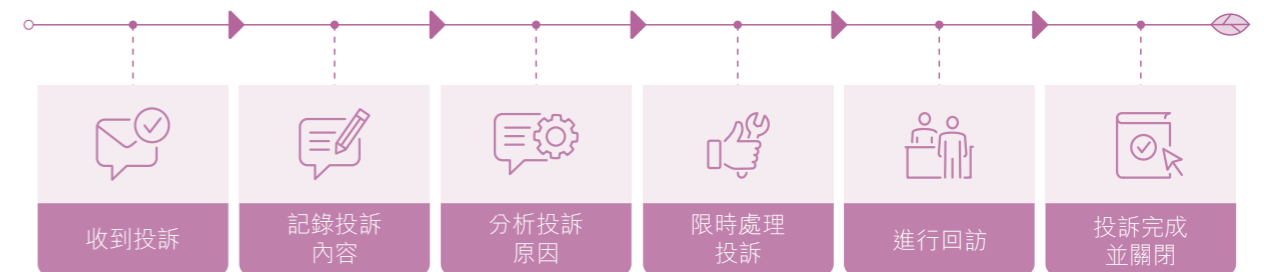 收到投訴
記錄投訴
內容
分析投訴
原因
限時處理
投訴
進行回訪
投訴完成
並關閉